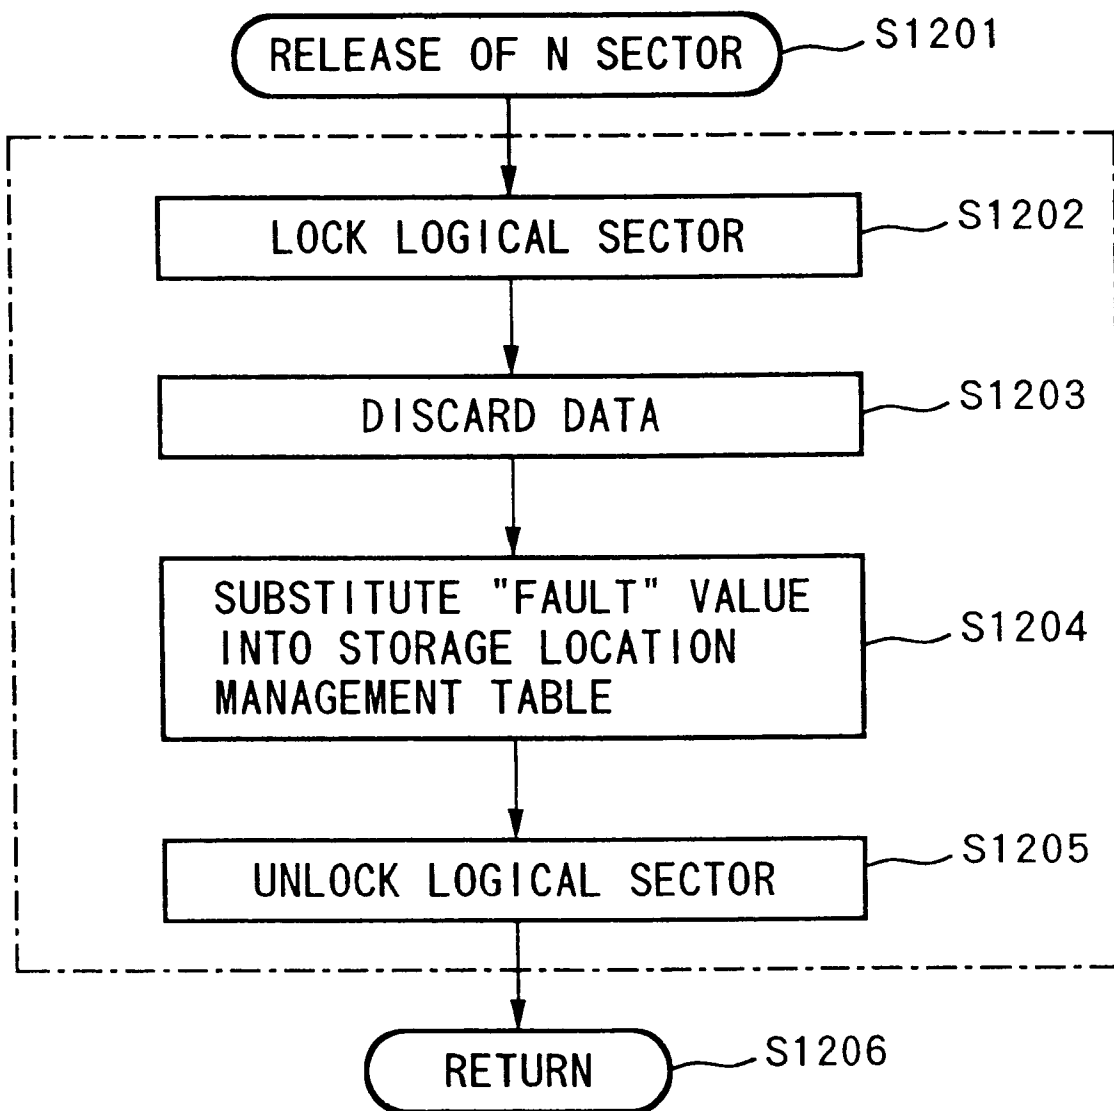 RELEASE OF N SECTOR
S1201
LOCK LOGICAL SECTOR
S1202
DISCARD DATA
S1203
SUBSTITUTE "FAULT" VALUE
INTO STORAGE LOCATION
MANAGEMENT TABLE
S1204
UNLOCK LOGICAL SECTOR
S1205
RETURN
S1206